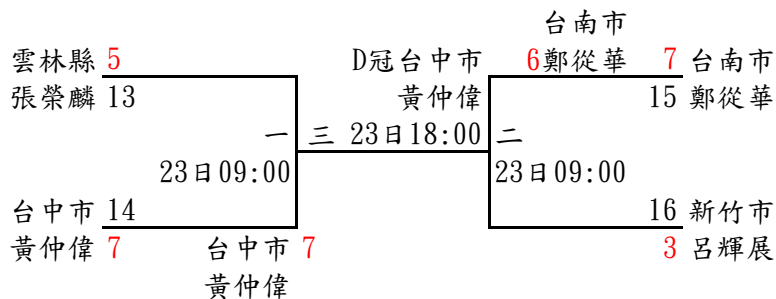 台南市
雲林縣 5 D冠台中市 6鄭從華 7 台南市
張榮麟 13 黃仲偉 15 鄭從華
一 三 23日18:00 二
23日09:00 23日09:00
台中市 14 16 新竹市
黃仲偉 7 台中市 7 3 呂輝展
黃仲偉